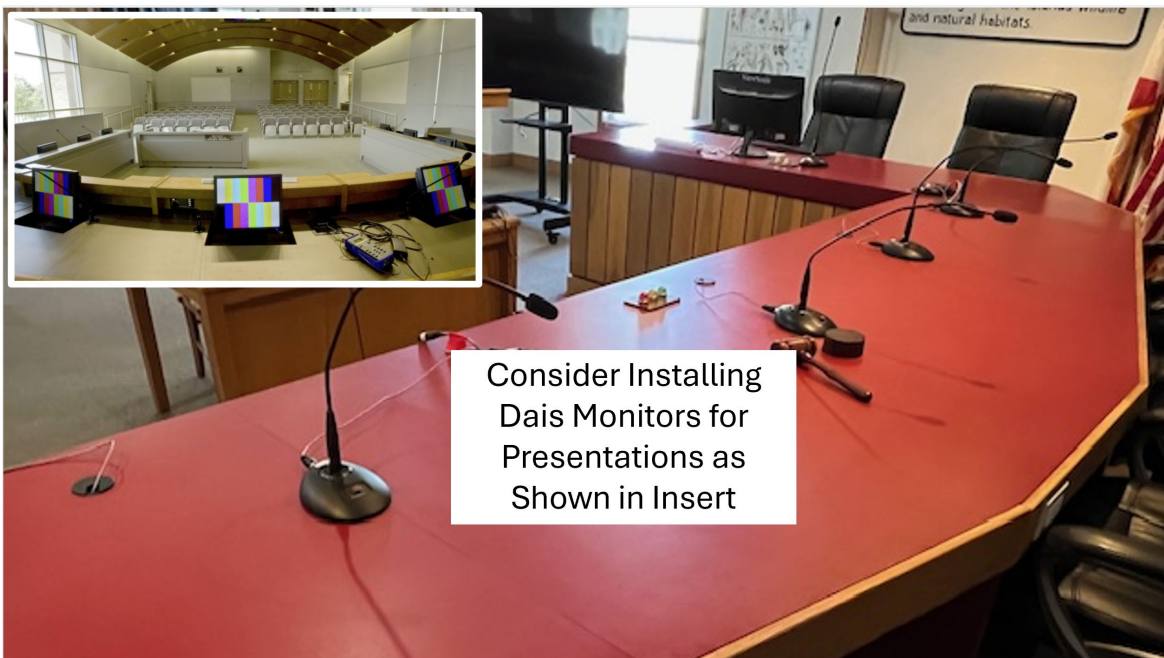 and natural habitats.
ViewSonic
Consider Installing
Dais Monitors for
Presentations as
Shown in Insert